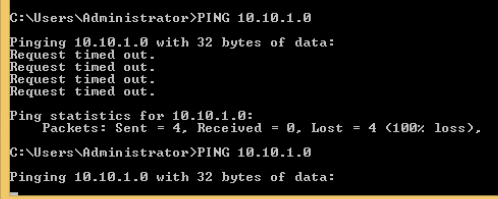 C:\Users\Administrator>PING 10.10.1.0
Pinging 10.10.1.0 with 32 bytes of data:
Request timed out.
Request timed out.
Request timed out.
Request timed out.
Ping statistics for 10.10.1.0:
    Packets: Sent = 4, Received = 0, Lost = 4 (100% loss),
C:\Users\Administrator>PING 10.10.1.0
Pinging 10.10.1.0 with 32 bytes of data: